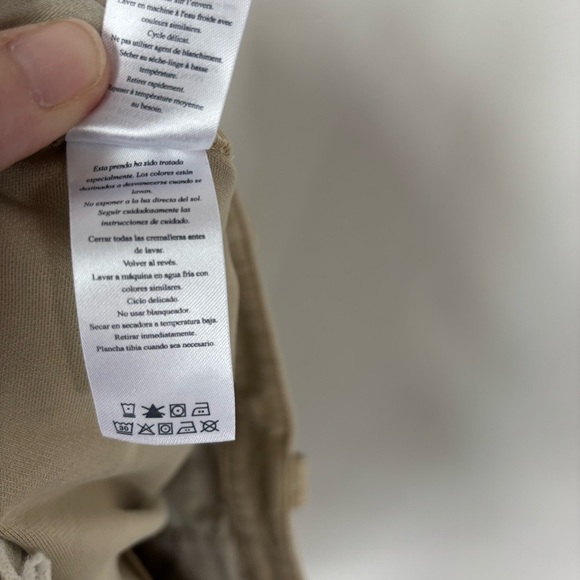 sur l'envers.
Laver en machine à l'eau froide avec
couleurs similaires.
Cycle délicat.
Ne pas utiliser agent de blanchiment.
Sécher au sèche-linge à basse
température.
Retirer rapidement.
à température moyenne
au besoin.
Esta prenda ha sido tratada
especialmente. Los colores están
destinados a desvanecerse cuando se
lavan.
No exponer a la luz directa del sol.
Seguir cuidadosamente las
instrucciones de cuidado.
Cerrar todas las cremalleras antes
de lavar.
Volver al revés.
Lavar a máquina en agua fría con
colores similares.
Ciclo delicado.
No usar blanqueador.
Secar en secadora a temperatura baja.
Retirar inmediatamente.
Plancha tibia cuando sea necesario.
30